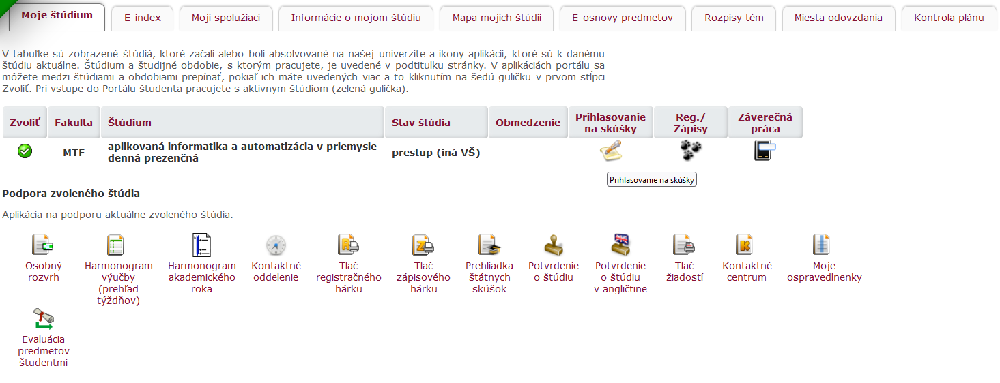 Moje štúdium E-index Moji spolužiaci Informácie o mojom štúdiu Mapa mojich štúdií E-osnovy predmetov Rozpisy tém Miesta odovzdania Kontrola plánu
V tabuľke sú zobrazené štúdiá, ktoré začali alebo boli absolvované na našej univerzite a ikony aplikácií, ktoré sú k danému
štúdiu aktuálne. Štúdium a študijné obdobie, s ktorým pracujete, je uvedené v podtitulku stránky. V aplikáciách portálu sa
môžete medzi štúdiami a obdobiami prepínať, pokiaľ ich máte uvedených viac a to kliknutím na šedú guličku v prvom stĺpci
Zvoliť. Pri vstupe do Portálu študenta pracujete s aktívnym štúdiom (zelená gulička).
Zvoliť Fakulta Štúdium Stav štúdia Obmedzenie Prihlasovanie na skúšky Reg./ Zápisy Záverečná práca
MTF aplikovaná informatika a automatizácia v priemysle denná prezenčná prestup (iná VŠ)
Prihlasovanie na skúšky
Podpora zvoleného štúdia
Aplikácia na podporu aktuálne zvoleného štúdia.
Osobný
rozvrh
Harmonogram
výučby
(prehľad
týždňov)
Harmonogram
akademického
roka
Kontaktné
oddelenie
Tlač
registračného
hárku
Tlač
zápisového
hárku
Prehliadka
štátnych
skúšok
Potvrdenie
o štúdiu
Potvrdenie
o štúdiu
v angličtine
Tlač
žiadostí
Kontaktné
centrum
Moje
ospravedlnenky
Evaluácia
predmetov
študentmi